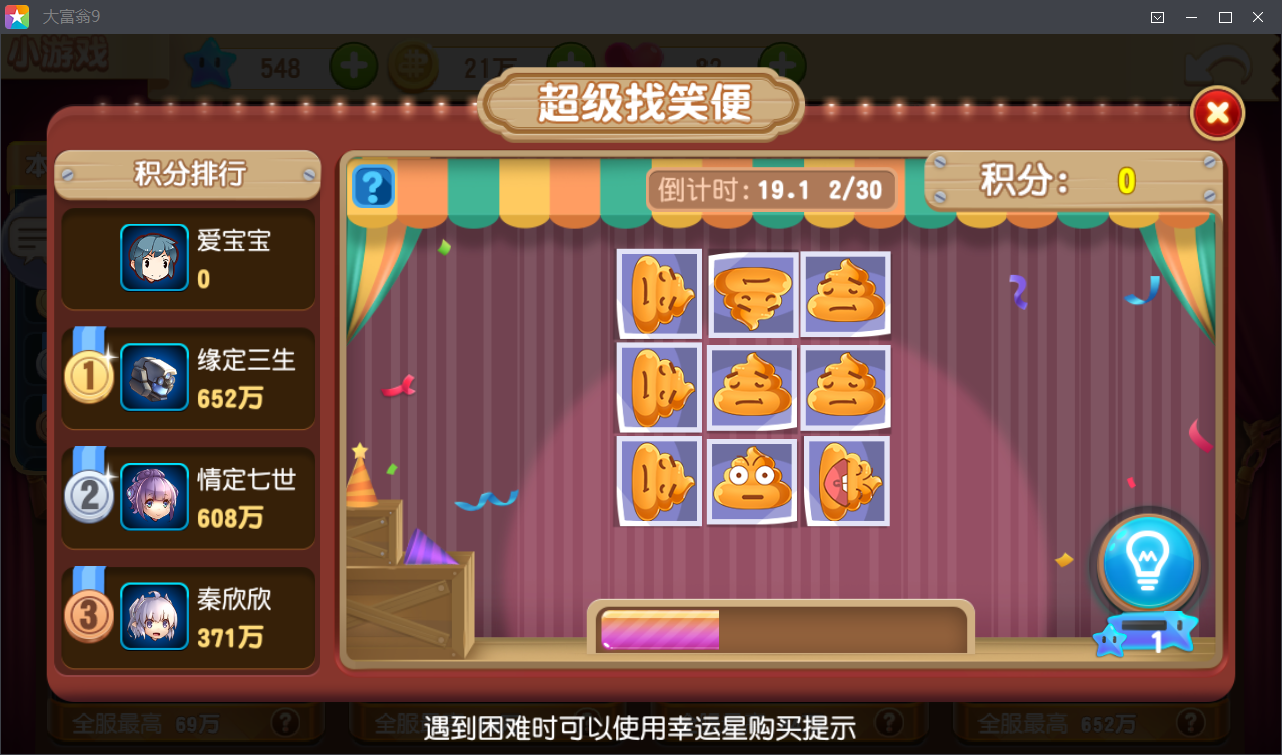 大富翁9
小游戏
548
21万
82
超级找笑便
积分排行
倒计时: 19.1 2/30
积分: 0
爱宝宝
0
1
缘定三生
652万
2
情定七世
608万
3
秦欣欣
371万
1
全服最高 69万
全服最高 652万
遇到困难时可以使用幸运星购买提示